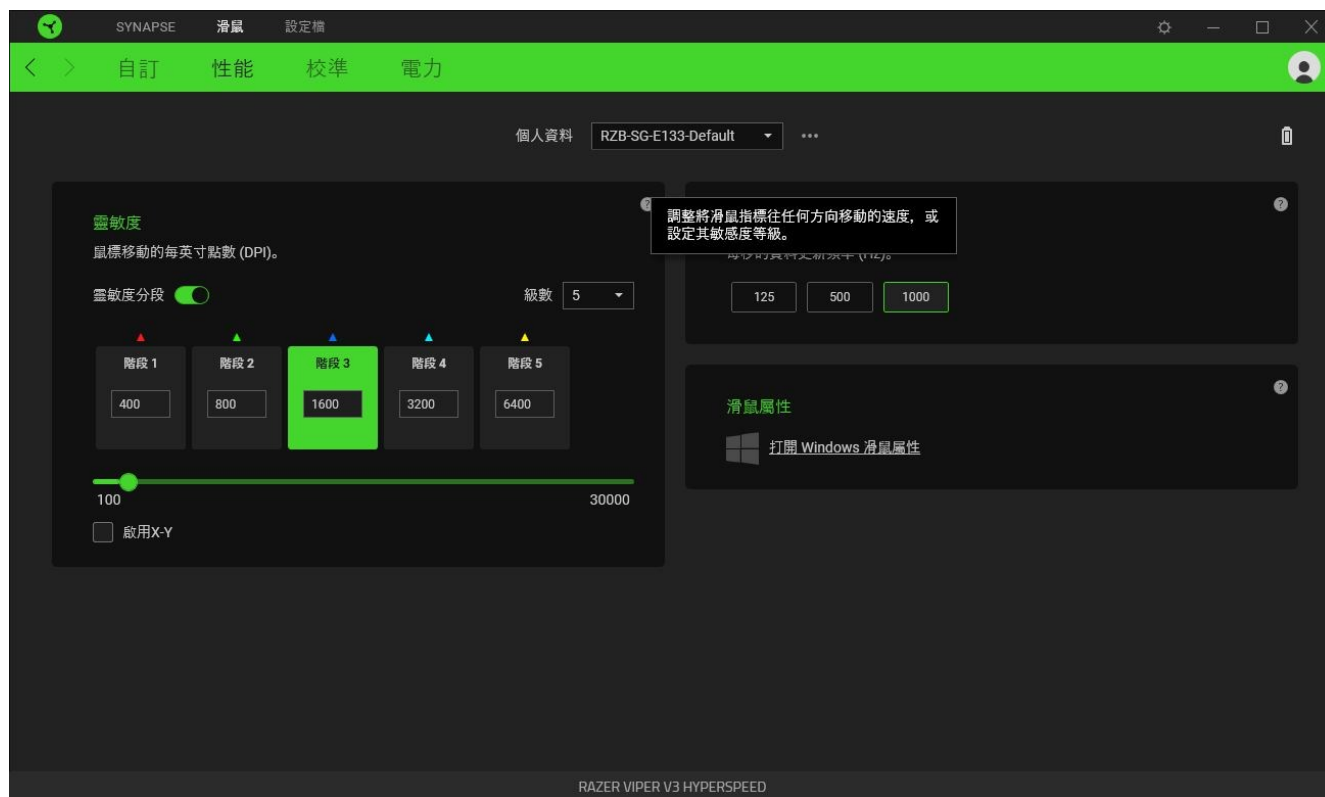 SYNAPSE 滑鼠 設定檔
自訂 性能 校準 電力
個人資料 RZB-SG-E133-Default
靈敏度
鼠標移動的每英寸點數 (DPI)。
靈敏度分段 級數 5
階段 1 階段 2 階段 3 階段 4 階段 5
400 800 1600 3200 6400
100 30000
啟用X-Y
調整將滑鼠指標往任何方向移動的速度，或
設定其敏感度等級。
(Hz)。
125 500 1000
滑鼠屬性
打開 Windows 滑鼠屬性
RAZER VIPER V3 HYPERSPEED